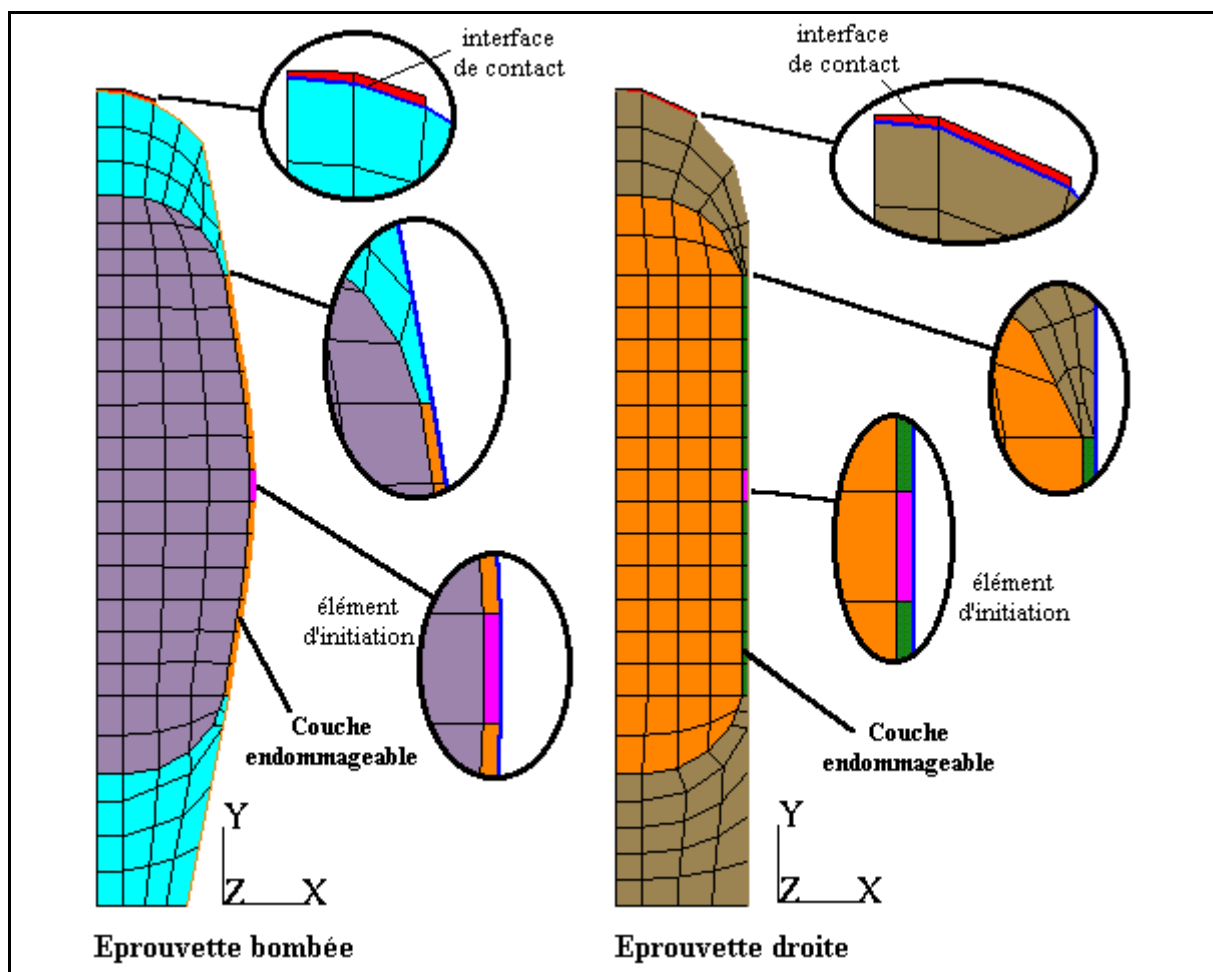 interface
de contact
interface
de contact
élément
d'initiation
élément
d'initiation
Couche
endommageable
Couche
endommageable
Y
Z X
Y
Z X
Eprouvette bombée
Eprouvette droite